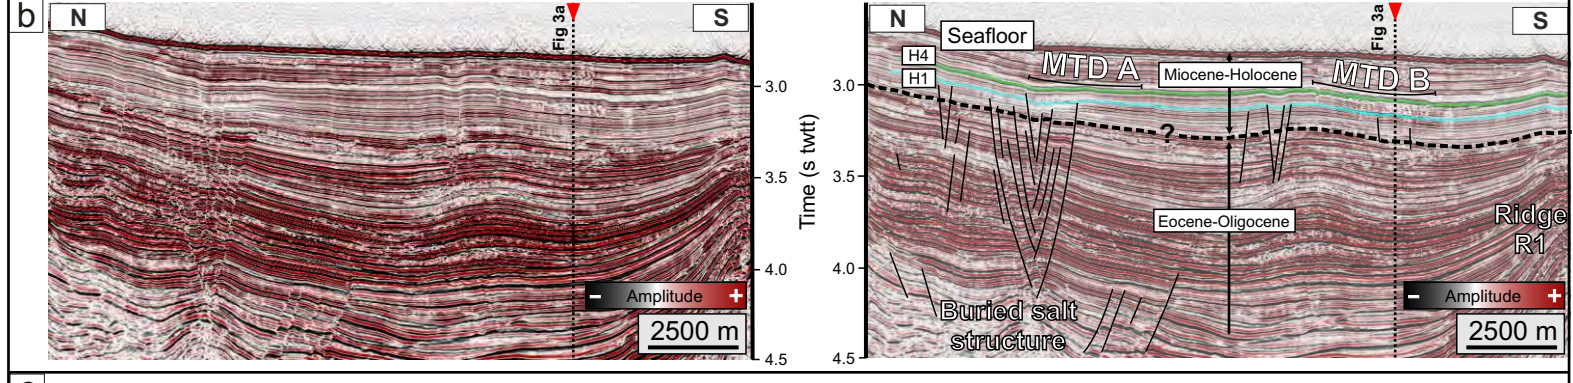 b
N
S
Fig 3a
3.0
3.5
4.0
4.5
Time (s twtt)
− Amplitude +
2500 m
N
S
Fig 3a
Seafloor
H4
H1
MTD A
Miocene-Holocene
MTD B
?
3.0
3.5
4.0
4.5
Eocene-Oligocene
Ridge
R1
Buried salt
structure
− Amplitude +
2500 m